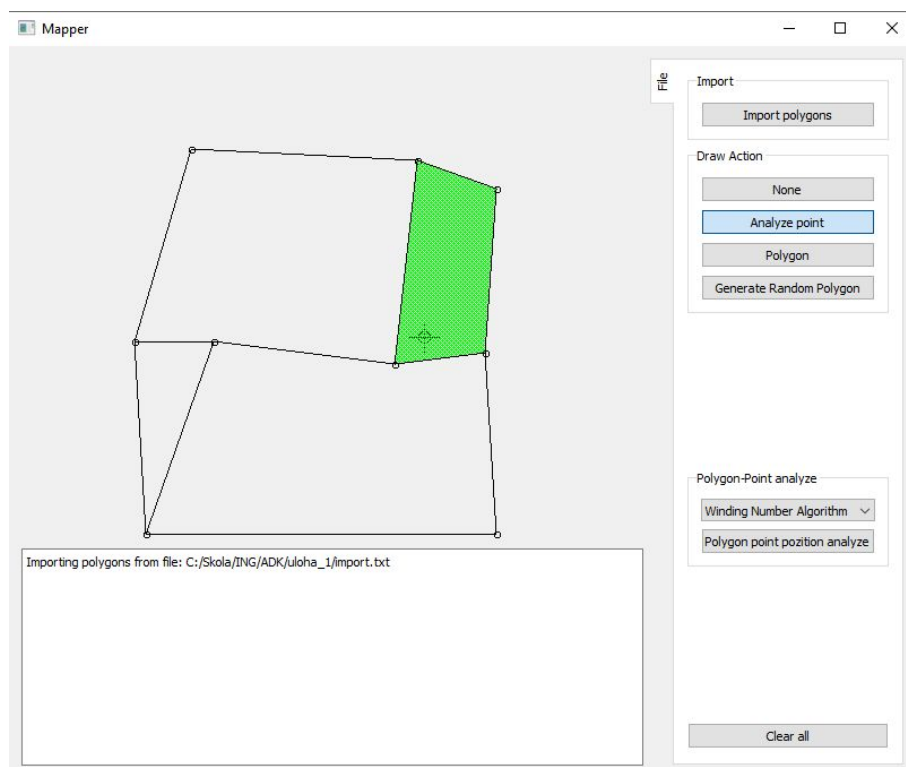 Mapper
File
Import
Import polygons
Draw Action
None
Analyze point
Polygon
Generate Random Polygon
Polygon-Point analyze
Winding Number Algorithm
Polygon point pozition analyze
Importing polygons from file: C:/Skola/ING/ADK/uloha_1/import.txt
Clear all